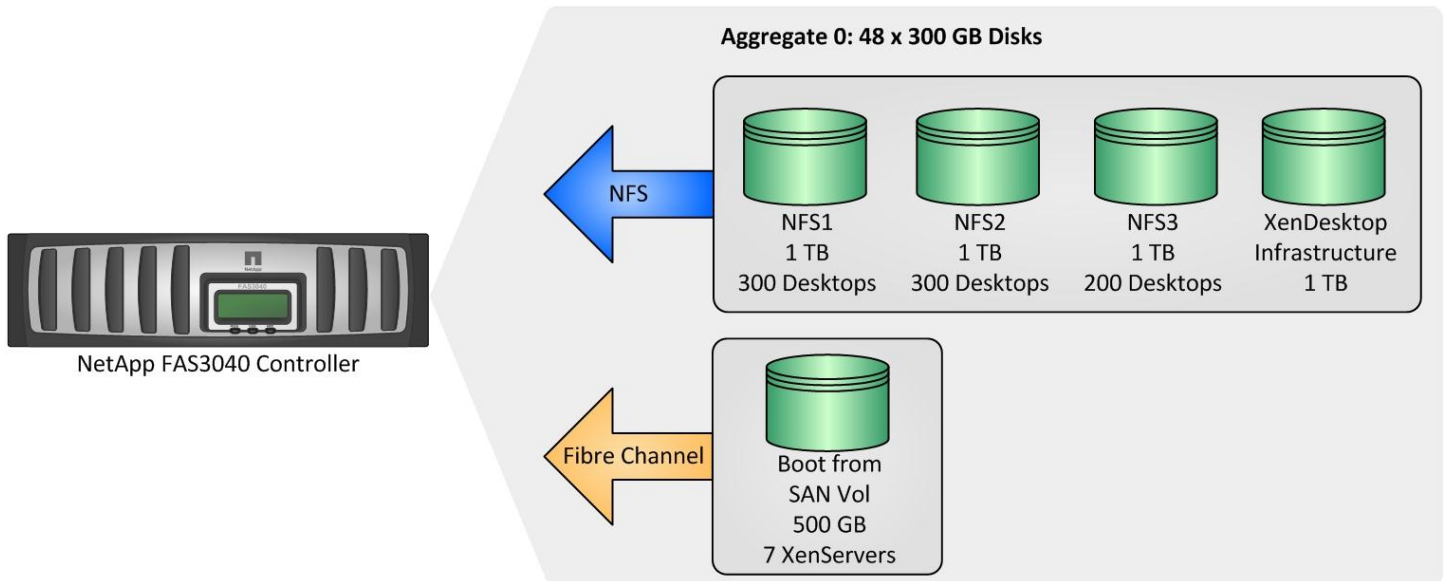 Aggregate 0: 48 x 300 GB Disks
NFS
NFS1
1 TB
300 Desktops
NFS2
1 TB
300 Desktops
NFS3
1 TB
200 Desktops
XenDesktop
Infrastructure
1 TB
NetApp
FAS3040
NetApp FAS3040 Controller
Fibre Channel
Boot from
SAN Vol
500 GB
7 XenServers